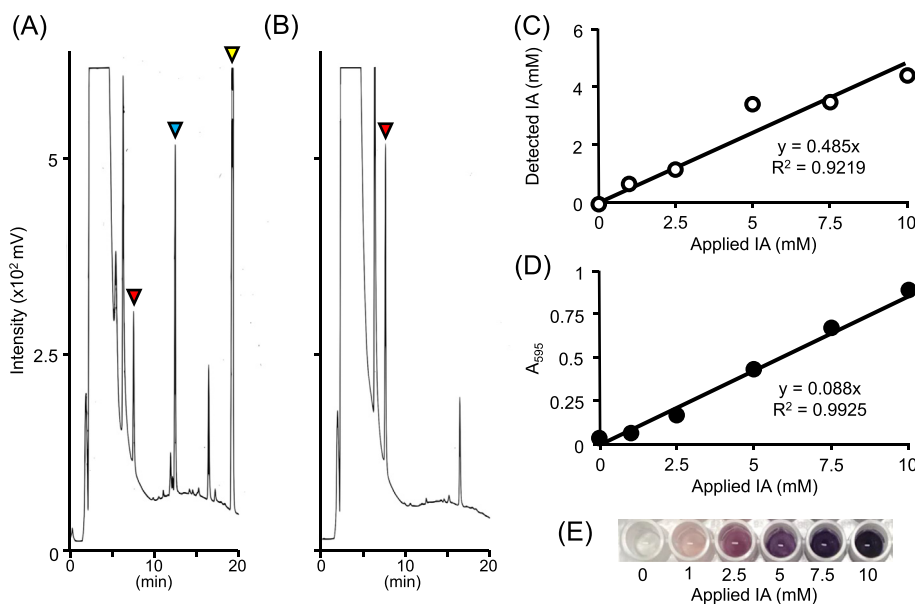 (A)
(B)
Intensity (x10² mV)
5
2.5
0
0 10 20
(min)
0 10 20
(min)
(C)
Detected IA (mM)
6
4
2
0
y = 0.485x
R² = 0.9219
0 2.5 5 7.5 10
Applied IA (mM)
(D)
A₅₉₅
1
0.75
0.5
0.25
0
y = 0.088x
R² = 0.9925
0 2.5 5 7.5 10
Applied IA (mM)
(E)
0 1 2.5 5 7.5 10
Applied IA (mM)